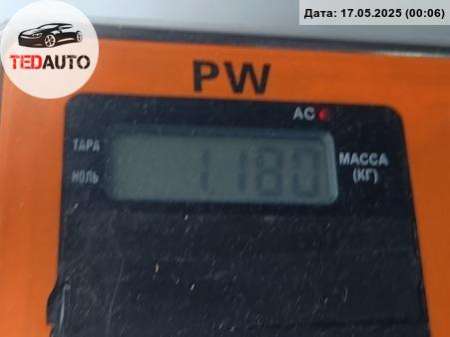 Дата: 17.05.2025 (00:06)
TEDAUTO
PW
AC
ТАРА
НОЛЬ
1.180
МАССА
(КГ)